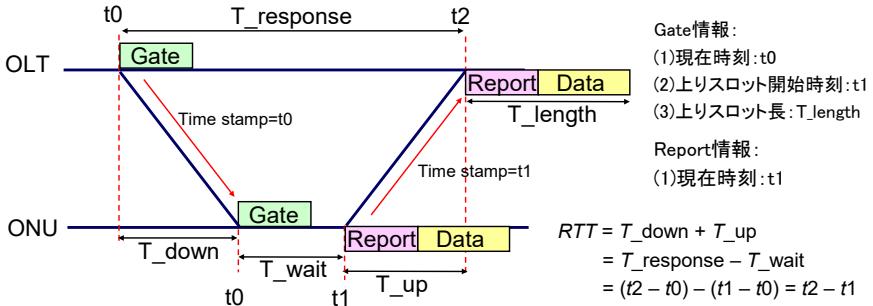 t0
T_response
t2
OLT
Gate
Report
Data
T_length
Time stamp=t0
Time stamp=t1
ONU
Gate
Report
Data
T_down
T_wait
T_up
t0
t1
Gate情報：
(1)現在時刻：t0
(2)上りスロット開始時刻：t1
(3)上りスロット長：T_length
Report情報：
(1)現在時刻：t1
RTT = T_down + T_up
= T_response − T_wait
= (t2 − t0) − (t1 − t0) = t2 − t1